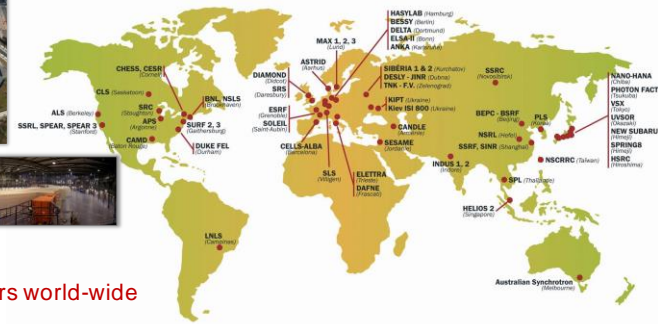 HASYLAB (Hamburg)
BESSY (Berlin)
DELTA (Dortmund)
ELSA II (Bonn)
ANKA (Karlsruhe)
MAX 1, 2, 3
(Lund)
ASTRID
(Aarhus)
CHESS, CESR
(Cornell)
DIAMOND
(Didcot)
SRS
(Daresbury)
BNL, NSLS
(Brookhaven)
CLS (Saskatoon)
SRC
(Stoughton)
APS
(Argonne)
ALS (Berkeley)
SSRL, SPEAR, SPEAR 3
(Stanford)
SURF 2, 3
(Gaithersburg)
DUKE FEL
(Durham)
CAMD
(Baton Rouge)
ESRF
(Grenoble)
SOLEIL
(Saint-Aubin)
CELLS-ALBA
(Barcelona)
SLS
(Villigen)
ELETTRA
(Trieste)
DAFNE
(Frascati)
SIBÉRIA 1 & 2 (Kurchatov)
DESLY - JINR (Dubna)
TNK - F.V. (Zelenograd)
KIPT (Ukraine)
Kiev ISI 800 (Ukraine)
CANDLE
(Armenia)
SESAME
(Jordan)
SSRC
(Novosibirsk)
BEPC - BSRF
(Beijing)
PLS
(Korea)
NSRL (Hefei)
SSRF, SINR (Shanghai)
INDUS 1, 2
(Indore)
NSCRRC (Taiwan)
SPL (Thailande)
HELIOS 2
(Singapore)
NANO-HANA
(Chiba)
PHOTON FACT
(Tsukuba)
VSX
(Tokyo)
UVSOR
(Okazaki)
NEW SUBARU
(Himeji)
SPRING8
(Himeji)
HSRC
(Hiroshima)
LNLS
(Campinas)
Australian Synchrotron
(Melbourne)
rs world-wide